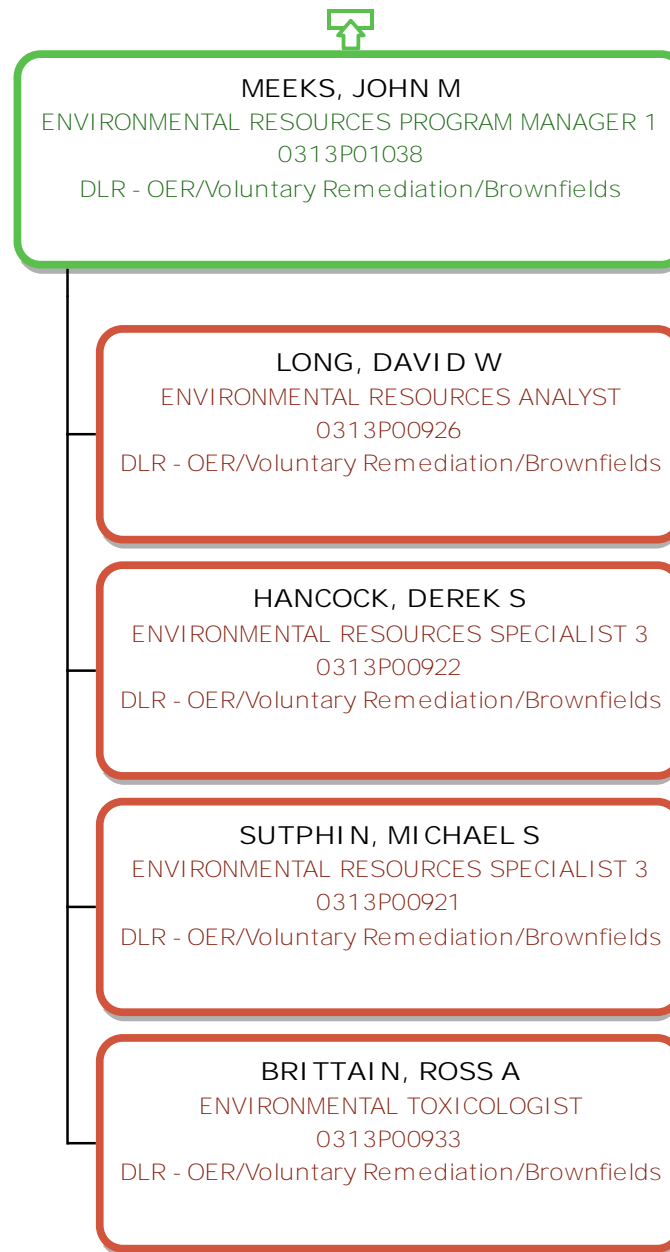 MEEKS, JOHN M
ENVIRONMENTAL RESOURCES PROGRAM MANAGER 1
0313P01038
DLR - OER/Voluntary Remediation/Brownfields
LONG, DAVID W
ENVIRONMENTAL RESOURCES ANALYST
0313P00926
DLR - OER/Voluntary Remediation/Brownfields
HANCOCK, DEREK S
ENVIRONMENTAL RESOURCES SPECIALIST 3
0313P00922
DLR - OER/Voluntary Remediation/Brownfields
SUTPHIN, MICHAEL S
ENVIRONMENTAL RESOURCES SPECIALIST 3
0313P00921
DLR - OER/Voluntary Remediation/Brownfields
BRITTAIN, ROSS A
ENVIRONMENTAL TOXICOLOGIST
0313P00933
DLR - OER/Voluntary Remediation/Brownfields